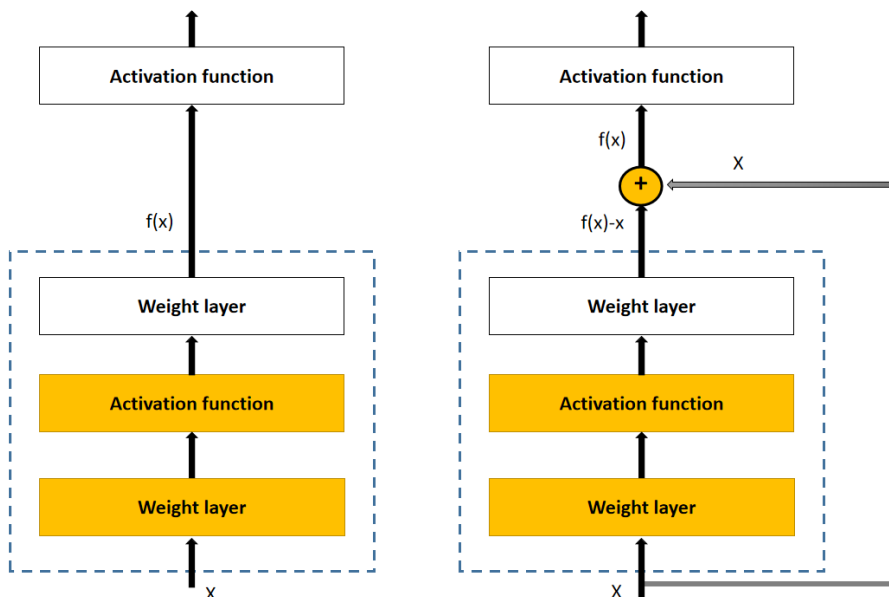 Activation function
f(x)
Weight layer
Activation function
Weight layer
X
Activation function
f(x)
X
+
f(x)-x
Weight layer
Activation function
Weight layer
X